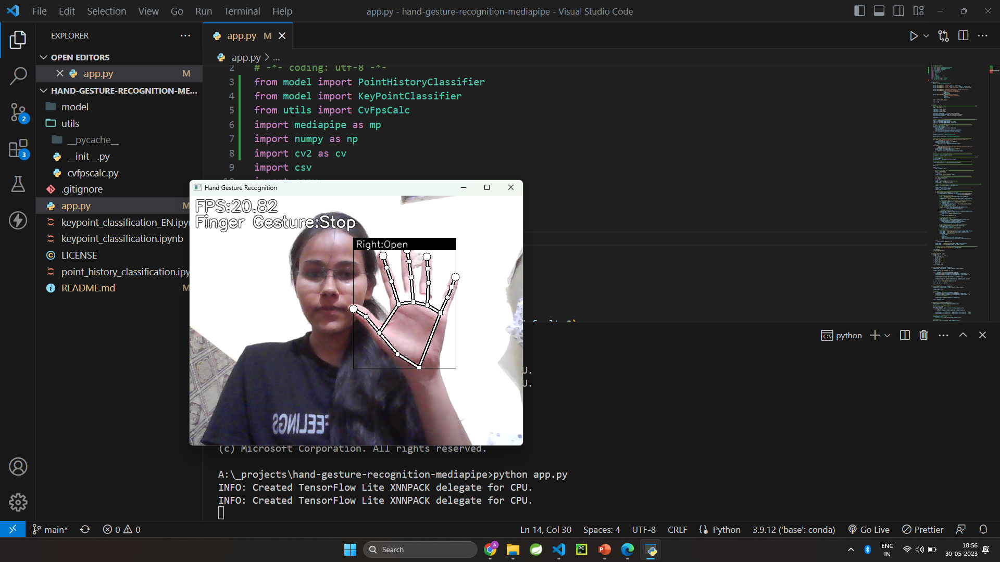 File Edit Selection View Go Run Terminal Help
app.py - hand-gesture-recognition-mediapipe - Visual Studio Code
EXPLORER
OPEN EDITORS
app.py M
HAND-GESTURE-RECOGNITION-ME...
model
utils
__pycache__
__init__.py
cvfpscalc.py
.gitignore
app.py M
keypoint_classification_EN.ipyn
keypoint_classification.ipynb
LICENSE
point_history_classification.ipy
README.md M
2
3
app.py M
app.py > ...
2 # -*- coding: utf-8 -*-
3 from model import PointHistoryClassifier
4 from model import KeyPointClassifier
5 from utils import CvFpsCalc
6 import mediapipe as mp
7 import numpy as np
8 import cv2 as cv
9 import csv
Hand Gesture Recognition
FPS:20.82
Finger Gesture:Stop
Right:Open
FEELINGS
python
U.
U.
(c) Microsoft Corporation. All rights reserved.
A:\_projects\hand-gesture-recognition-mediapipe>python app.py
INFO: Created TensorFlow Lite XNNPACK delegate for CPU.
INFO: Created TensorFlow Lite XNNPACK delegate for CPU.
main* 0 0
Ln 14, Col 30 Spaces: 4 UTF-8 CRLF Python 3.9.12 ('base': conda) Go Live Prettier
Search
A
PC
P
ENG
IN
18:56
30-05-2023